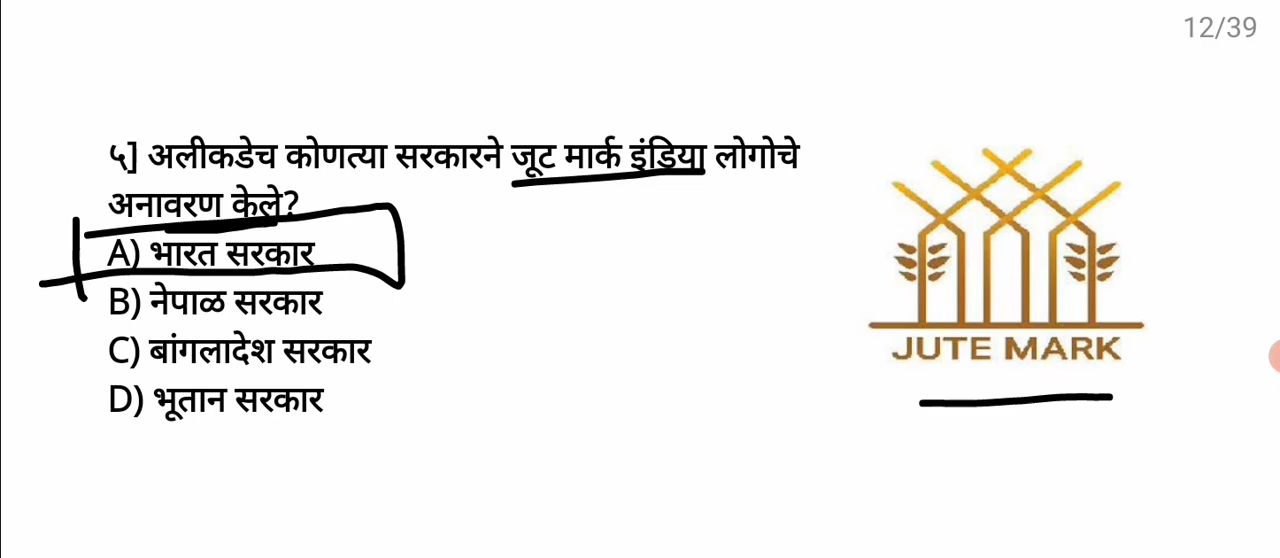 12/39
५] अलीकडेच कोणत्या सरकारने जूट मार्क इंडिया लोगोचे
अनावरण केले?
A) भारत सरकार
B) नेपाळ सरकार
C) बांगलादेश सरकार
D) भूतान सरकार
JUTE MARK